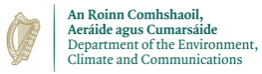 An Roinn Comhshaoil,
Aeráide agus Cumarsáide
Department of the Environment,
Climate and Communications